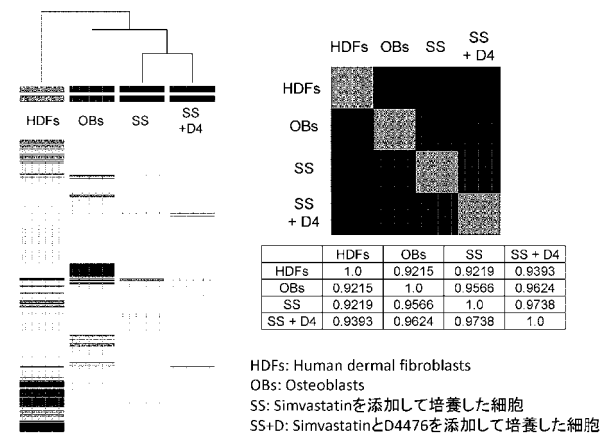 HDFs OBs SS SS +D4
HDFs OBs SS SS + D4
HDFs
OBs
SS
SS + D4
HDFs OBs SS SS + D4
HDFs 1.0 0.9215 0.9219 0.9393
OBs 0.9215 1.0 0.9566 0.9624
SS 0.9219 0.9566 1.0 0.9738
SS + D4 0.9393 0.9624 0.9738 1.0
HDFs: Human dermal fibroblasts
OBs: Osteoblasts
SS: Simvastatinを添加して培養した細胞
SS+D: SimvastatinとD4476を添加して培養した細胞